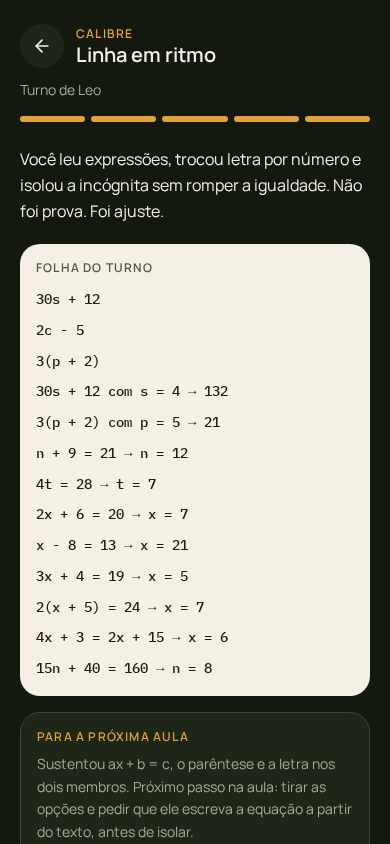 CALIBRE
Linha em ritmo
Turno de Leo
Você leu expressões, trocou letra por número e
isolou a incógnita sem romper a igualdade. Não
foi prova. Foi ajuste.
FOLHA DO TURNO
30s + 12
2c - 5
3(p + 2)
30s + 12 com s = 4 → 132
3(p + 2) com p = 5 → 21
n + 9 = 21 → n = 12
4t = 28 → t = 7
2x + 6 = 20 → x = 7
x - 8 = 13 → x = 21
3x + 4 = 19 → x = 5
2(x + 5) = 24 → x = 7
4x + 3 = 2x + 15 → x = 6
15n + 40 = 160 → n = 8
PARA A PRÓXIMA AULA
Sustentou ax + b = c, o parêntese e a letra nos
dois membros. Próximo passo na aula: tirar as
opções e pedir que ele escreva a equação a partir
do texto, antes de isolar.